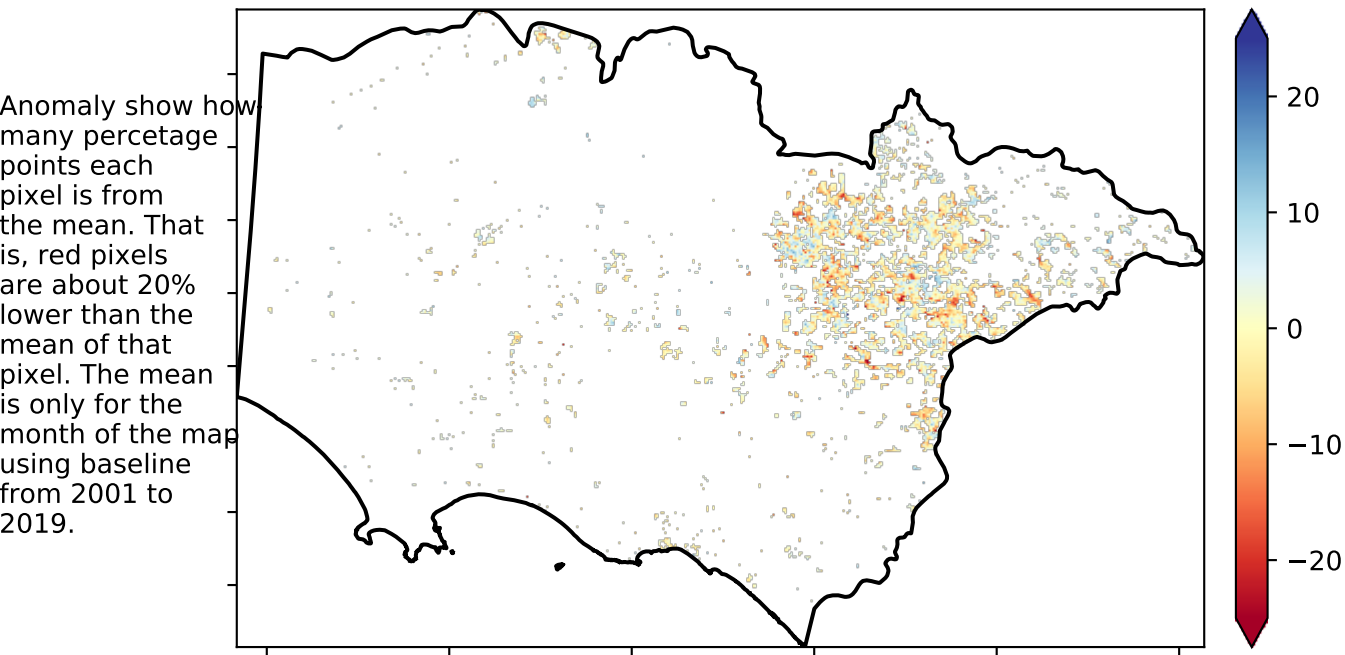 Anomaly show how
many percetage
points each
pixel is from
the mean. That
is, red pixels
are about 20%
lower than the
mean of that
pixel. The mean
is only for the
month of the map
using baseline
from 2001 to
2019.
20
10
0
−10
−20